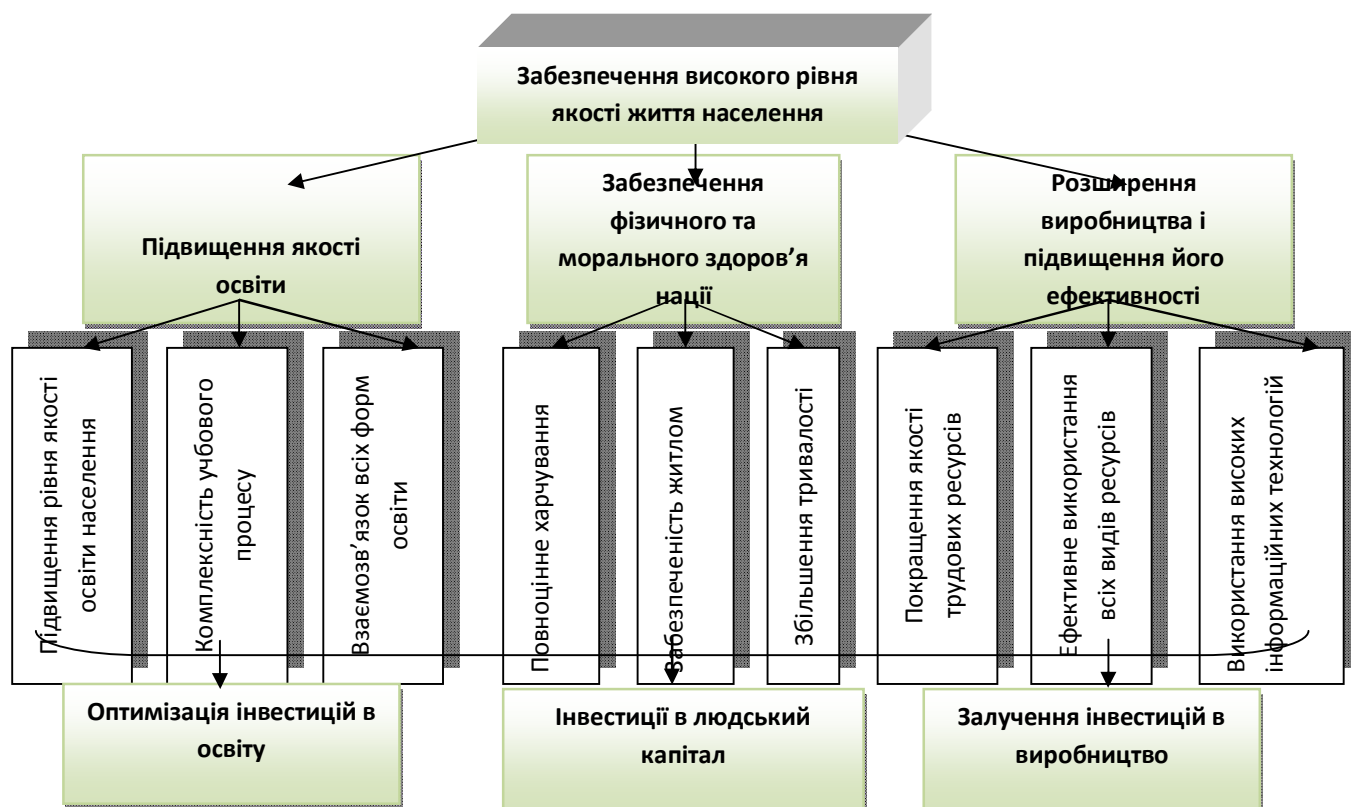 Забезпечення високого рівня
якості життя населення
Підвищення якості
освіти
Забезпечення
фізичного та
морального здоров’я
нації
Розширення
виробництва і
підвищення його
ефективності
Підвищення рівня якості
освіти населення
Комплексність учбового
процесу
Взаємозв’язок всіх форм
освіти
Повноцінне харчування
Забезпеченість житлом
Збільшення тривалості
Покращення якості
трудових ресурсів
Ефективне використання
всіх видів ресурсів
Використання високих
інформаційних технологій
Оптимізація інвестицій в
освіту
Інвестиції в людський
капітал
Залучення інвестицій в
виробництво